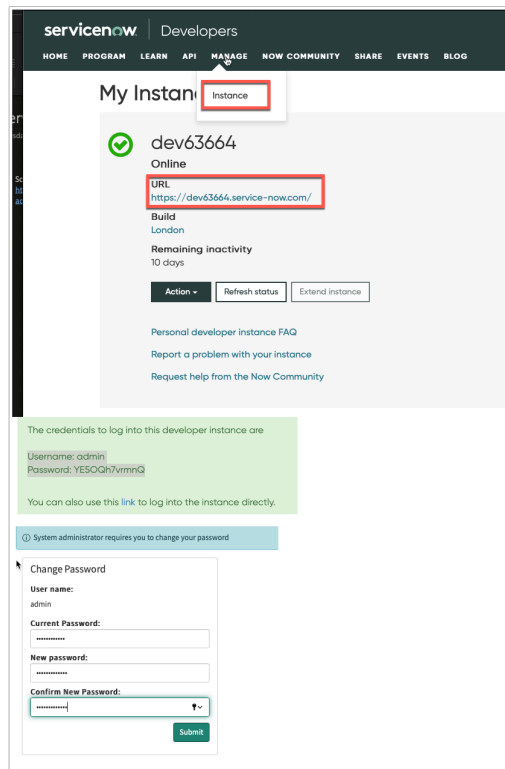 servicenow | Developers
HOME PROGRAM LEARN API MANAGE NOW COMMUNITY SHARE EVENTS BLOG
Instance
dev63664
Online
URL
https://dev63664.service-now.com/
Build
London
Remaining inactivity
10 days
Action
Refresh status
Extend instance
Personal developer instance FAQ
Report a problem with your instance
Request help from the Now Community
The credentials to log into this developer instance are
Username: admin
Password: YE5OQh7vrmnQ
You can also use this link to log into the instance directly.
System administrator requires you to change your password
Change Password
User name:
admin
Current Password:
New password:
Confirm New Password:
Submit